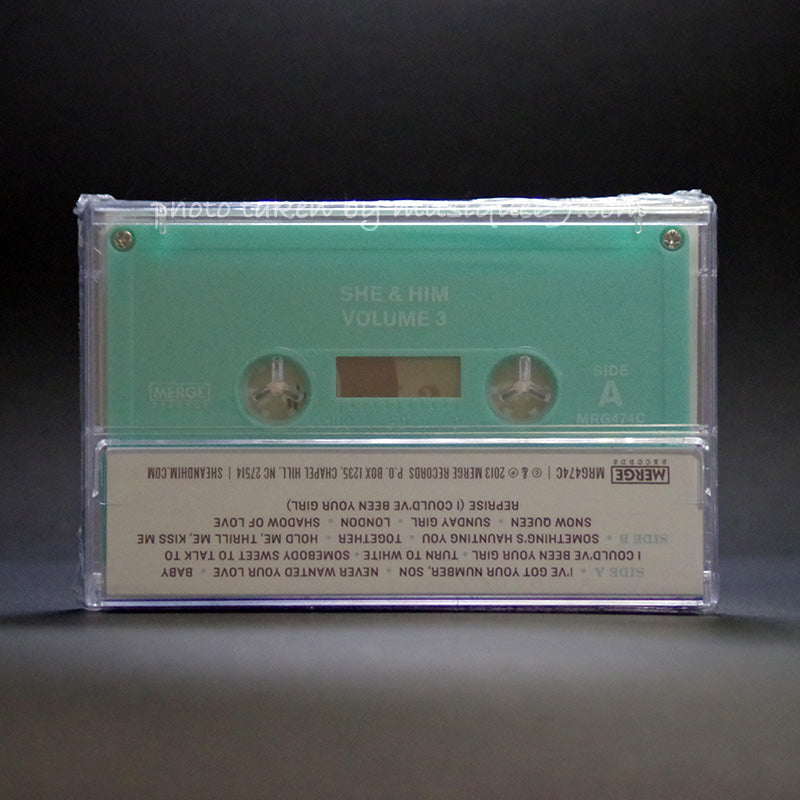 photo taken by
SHE & HIM
VOLUME 3
MERGE
RECORDS
SIDE
A
MRG474C
SIDE A • I'VE GOT YOUR NUMBER, SON • NEVER WANTED YOUR LOVE • BABY
I COULD'VE BEEN YOUR GIRL • TURN TO WHITE • SOMEBODY SWEET TO TALK TO
SIDE B • SOMETHING'S HAUNTING YOU • TOGETHER • HOLD ME, THRILL ME, KISS ME
SNOW QUEEN • SUNDAY GIRL • LONDON • SHADOW OF LOVE
REPRISE (I COULD'VE BEEN YOUR GIRL)
MERGE
RECORDS
MRG474C | © & ℗ 2013 MERGE RECORDS P.O. BOX 1235, CHAPEL HILL, NC 27514 | SHEANDHIM.COM